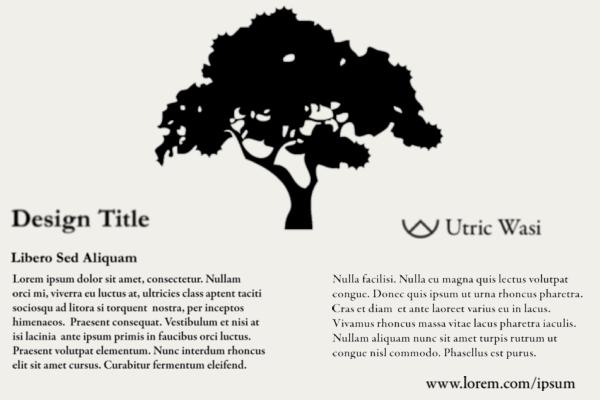 Design Title
Utric Wasi
Libero Sed Aliquam
Lorem ipsum dolor sit amet, consectetur. Nullam
orci mi, viverra eu luctus at, ultricies class aptent taciti
sociosqu ad litora si torquent nostra, per inceptos
himenaeos. Praesent consequat. Vestibulum et nisi at
isi lacinia ante ipsum primis in faucibus orci luctus.
Praesent volutpat elementum. Nunc interdum rhoncus
elit sit amet cursus. Curabitur fermentum eleifend.
Nulla facilisi. Nulla eu magna quis lectus volutpat
congue. Donec quis ipsum ut urna rhoncus pharetra.
Cras et diam et ante laoreet varius eu in lacus.
Vivamus rhoncus massa vitae lacus pharetra iaculis.
Nullam aliquam nunc sit amet turpis rutrum ut
congue nisl commodo. Phasellus est purus.
www.lorem.com/ipsum